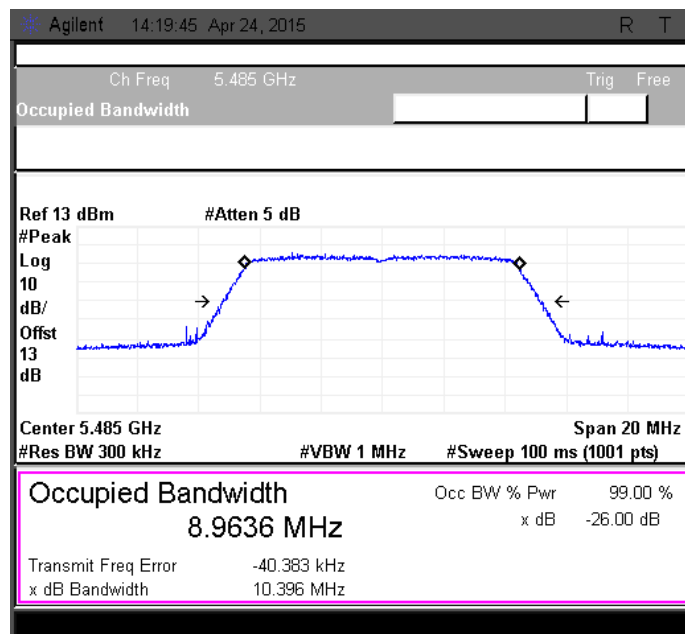 Agilent 14:19:45 Apr 24, 2015 R T
Ch Freq 5.485 GHz Trig Free
Occupied Bandwidth
Ref 13 dBm #Atten 5 dB
#Peak
Log
10
dB/
Offst
13
dB
Center 5.485 GHz Span 20 MHz
#Res BW 300 kHz #VBW 1 MHz #Sweep 100 ms (1001 pts)
Occupied Bandwidth Occ BW % Pwr 99.00 %
8.9636 MHz x dB -26.00 dB
Transmit Freq Error -40.383 kHz
x dB Bandwidth 10.396 MHz